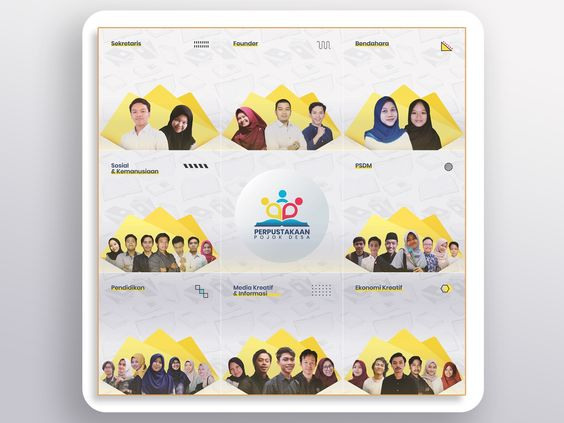 Sekretaris
Founder
Bendahara
Sosial
& Kemanusiaan
PERPUSTAKAAN
POJOK DESA
PSDM
Pendidikan
Media Kreatif
& Informasi
Ekonomi Kreatif